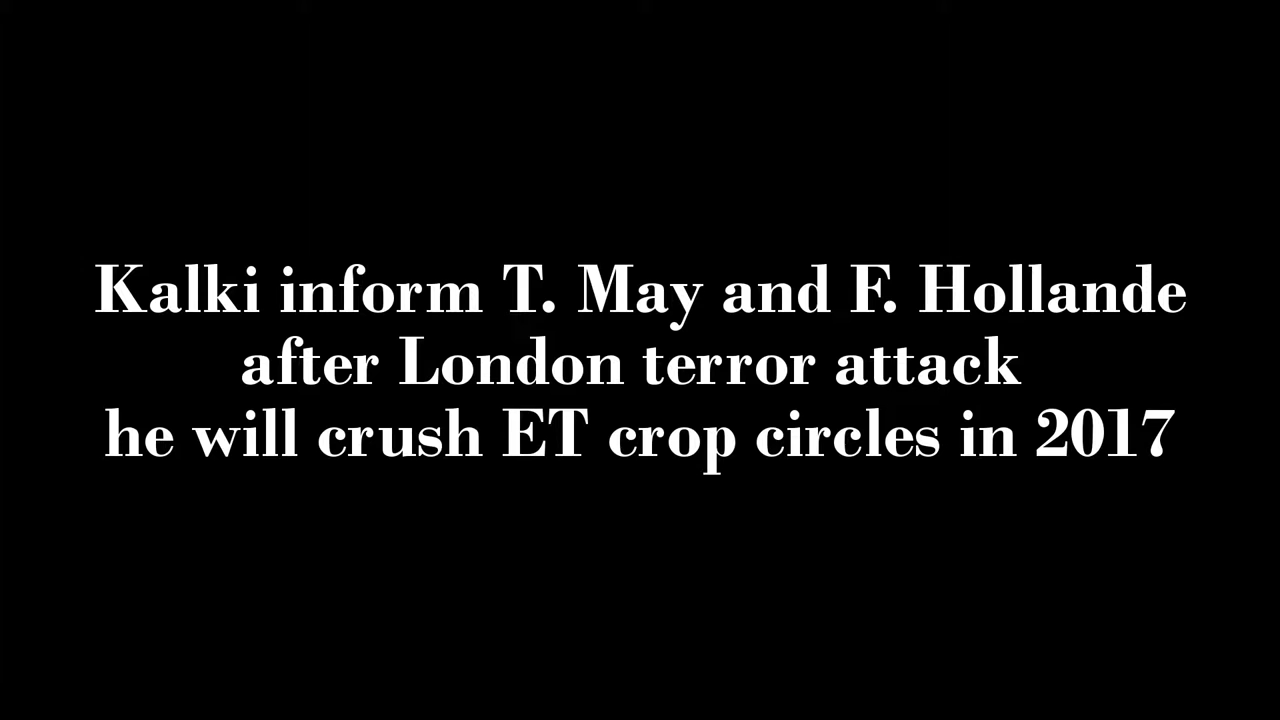 Kalki inform T. May and F. Hollande
after London terror attack
he will crush ET crop circles in 2017